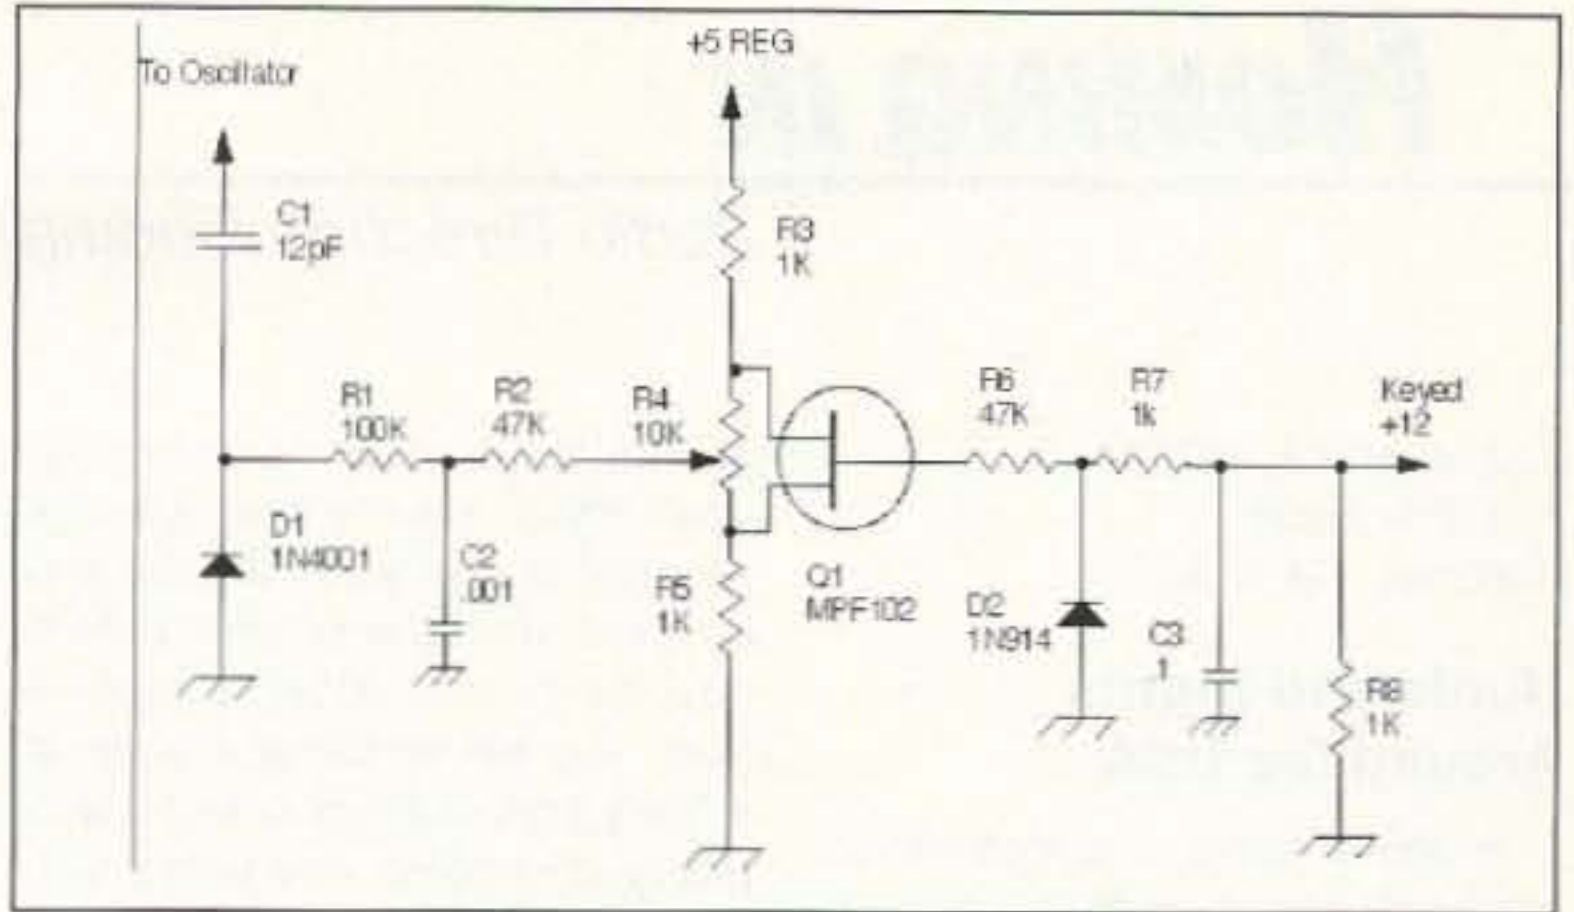 To Oscillator
+5 REG
C1
12pF
R3
1K
R1
100K
R2
47K
R4
10K
R6
47K
R7
1k
Keyed
+12
D1
1N4001
C2
.001
R5
1K
Q1
MPF102
D2
1N914
C3
.1
R8
1K